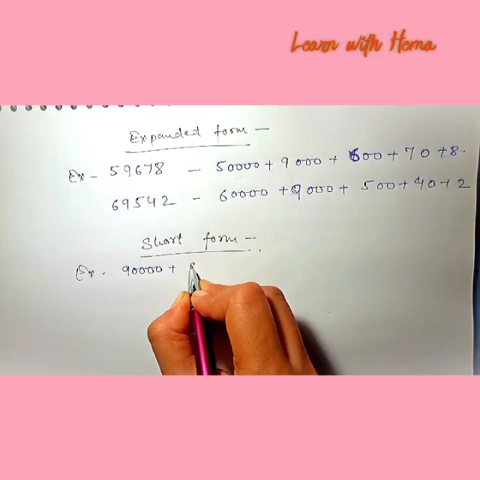 Learn with Hema
Expanded form -
Ex - 59678 - 50000 + 9000 + 600 + 70 + 8.
69542 - 60000 + 9000 + 500 + 40 + 2
Short form -
Ex. 90000 +